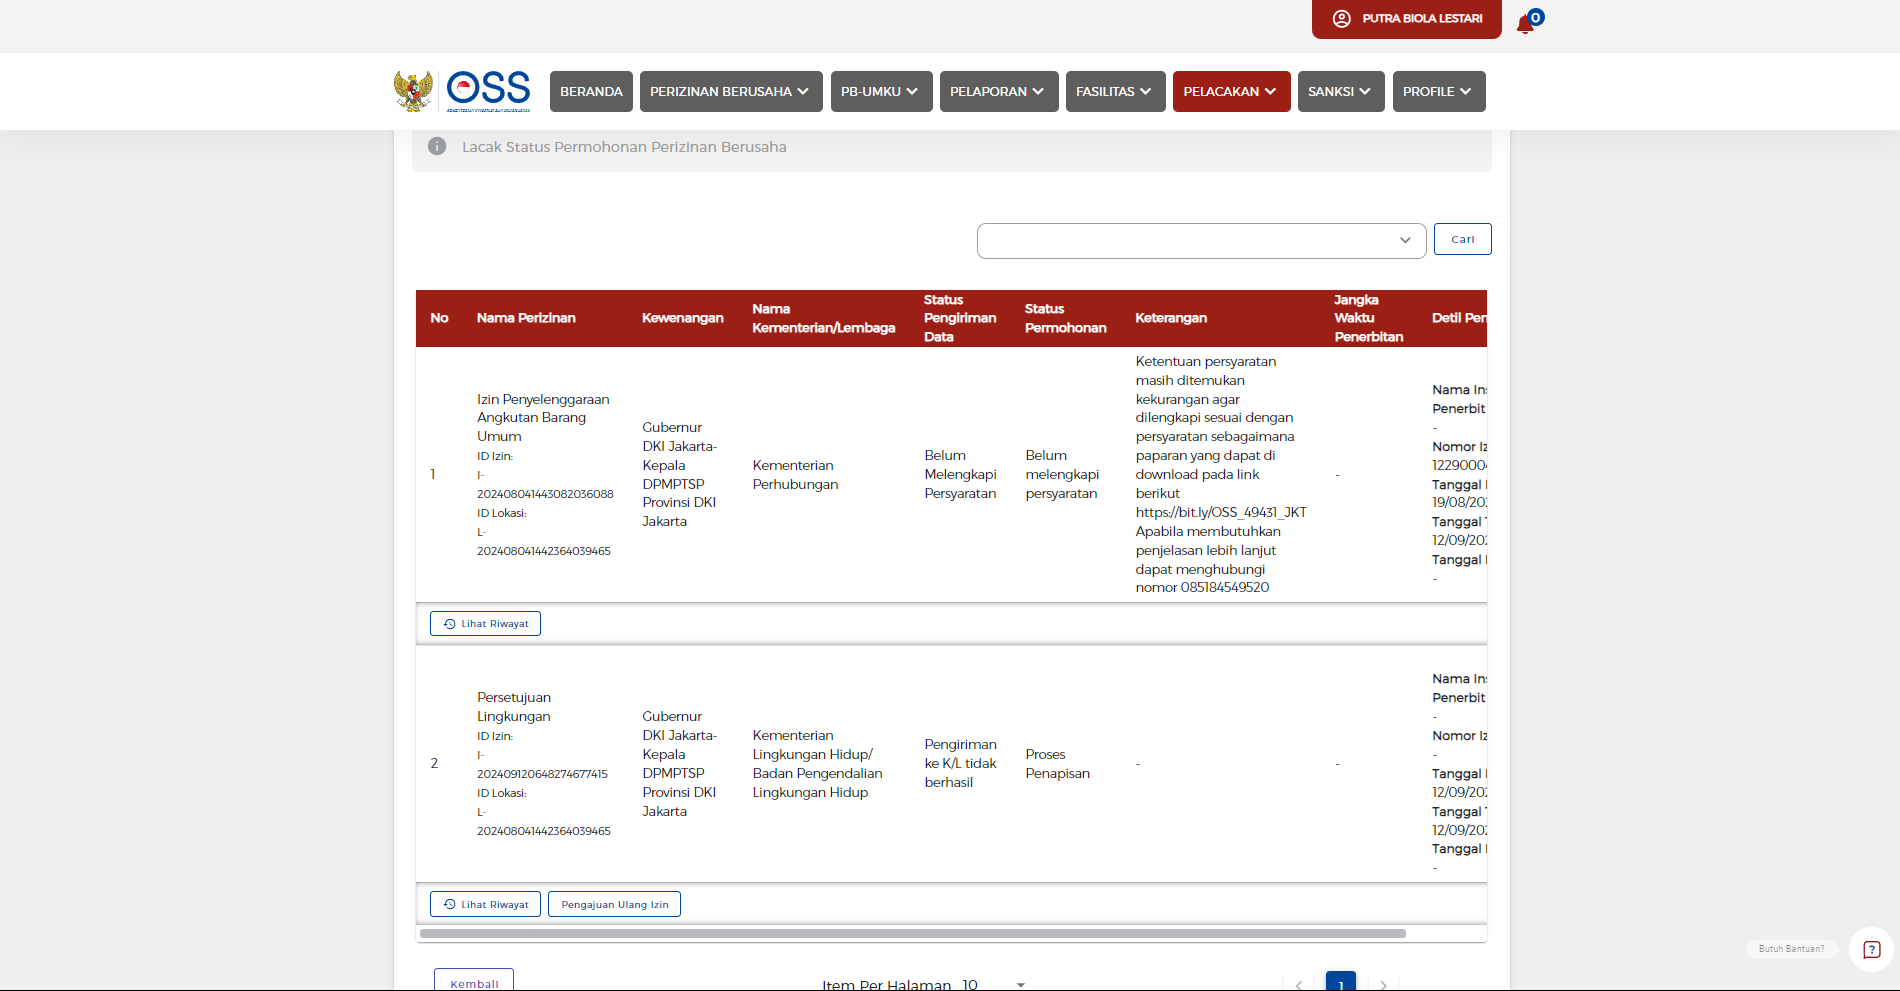 PUTRA BIOLA LESTARI
0
OSS
BERANDA
PERIZINAN BERUSAHA
PB-UMKU
PELAPORAN
FASILITAS
PELACAKAN
SANKSI
PROFILE
Lacak Status Permohonan Perizinan Berusaha
Cari
No
Nama Perizinan
Kewenangan
Nama
Kementerian/Lembaga
Status
Pengiriman
Data
Status
Permohonan
Keterangan
Jangka
Waktu
Penerbitan
Detil Pen
1
Izin Penyelenggaraan
Angkutan Barang
Umum
ID Izin:
I-
202408041443082036088
ID Lokasi:
L-
202408041442364039465
Gubernur
DKI Jakarta-
Kepala
DPMPTSP
Provinsi DKI
Jakarta
Kementerian
Perhubungan
Belum
Melengkapi
Persyaratan
Belum
melengkapi
persyaratan
Ketentuan persyaratan
masih ditemukan
kekurangan agar
dilengkapi sesuai dengan
persyaratan sebagaimana
paparan yang dapat di
download pada link
berikut
https://bit.ly/OSS_49431_JKT
Apabila membutuhkan
penjelasan lebih lanjut
dapat menghubungi
nomor 085184549520
-
Nama In
Penerbit
-
Nomor Iz
1229000
Tanggal
19/08/20
Tanggal
12/09/20
Tanggal
-
Lihat Riwayat
2
Persetujuan
Lingkungan
ID Izin:
I-
202409120648274677415
ID Lokasi:
L-
202408041442364039465
Gubernur
DKI Jakarta-
Kepala
DPMPTSP
Provinsi DKI
Jakarta
Kementerian
Lingkungan Hidup/
Badan Pengendalian
Lingkungan Hidup
Pengiriman
ke K/L tidak
berhasil
Proses
Penapisan
-
-
Nama In
Penerbit
-
Nomor Iz
-
Tanggal
12/09/20
Tanggal
12/09/20
Tanggal
-
Lihat Riwayat
Pengajuan Ulang Izin
Kembali
Item Per Halaman 10
1
Butuh Bantuan?